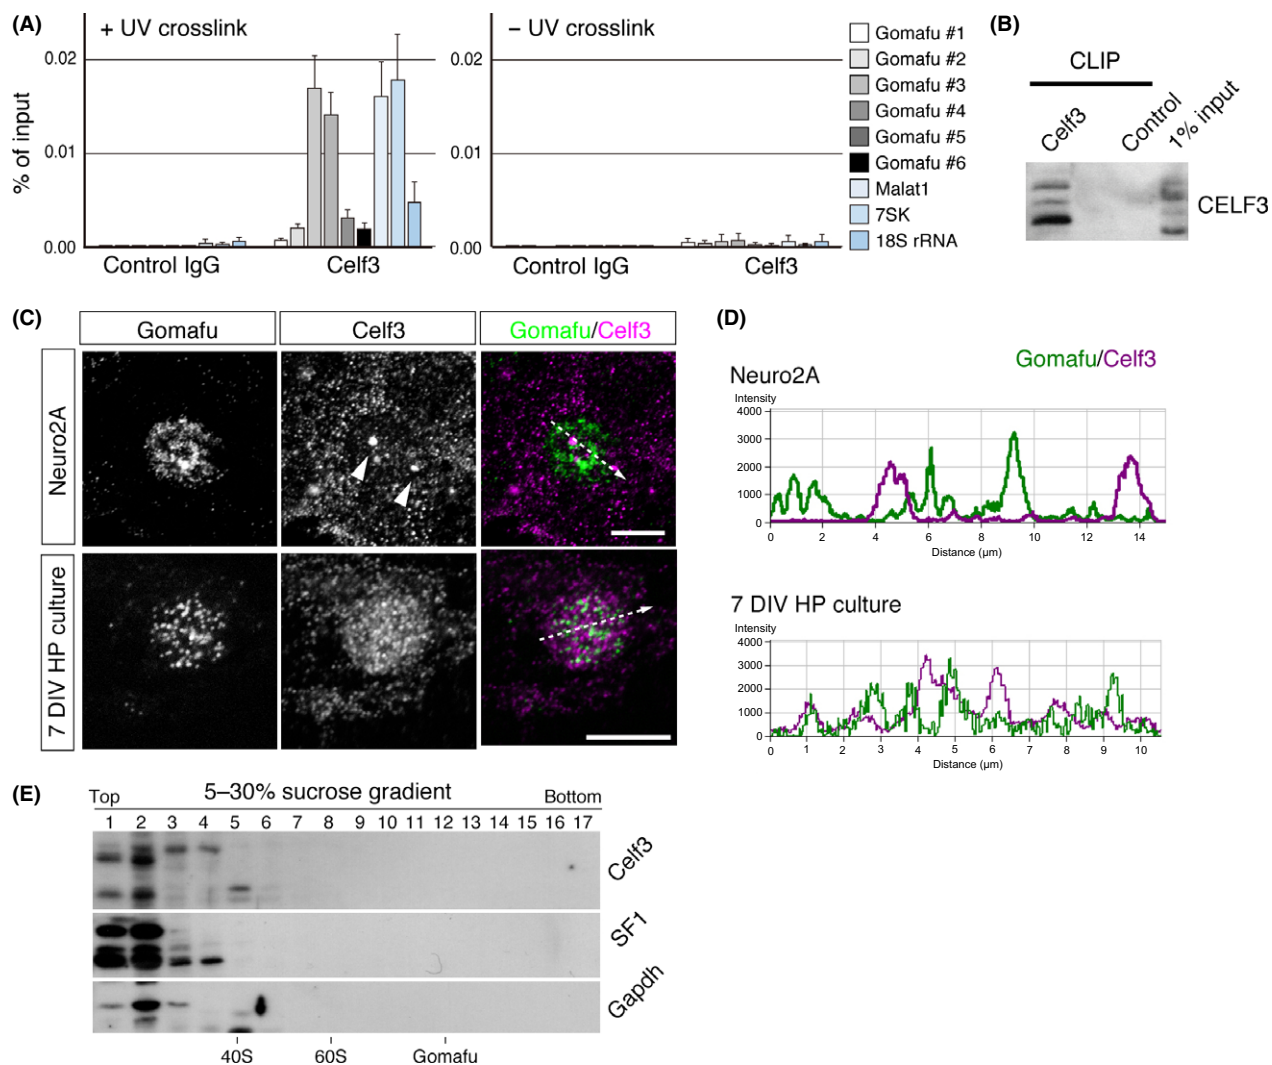 (A)
+ UV crosslink
− UV crosslink
% of input
0.02
0.01
0.00
Control IgG
Celf3
0.02
0.01
0.00
Control IgG
Celf3
Gomafu #1
Gomafu #2
Gomafu #3
Gomafu #4
Gomafu #5
Gomafu #6
Malat1
7SK
18S rRNA
(B)
CLIP
Celf3
Control
1% input
CELF3
(C)
Gomafu
Celf3
Gomafu/Celf3
Neuro2A
7 DIV HP culture
(D)
Gomafu/Celf3
Neuro2A
Intensity
4000
3000
2000
1000
0
0 2 4 6 8 10 12 14
Distance (μm)
7 DIV HP culture
Intensity
4000
3000
2000
1000
0
0 1 2 3 4 5 6 7 8 9 10
Distance (μm)
(E)
Top
5–30% sucrose gradient
Bottom
1 2 3 4 5 6 7 8 9 10 11 12 13 14 15 16 17
Celf3
SF1
Gapdh
40S
60S
Gomafu